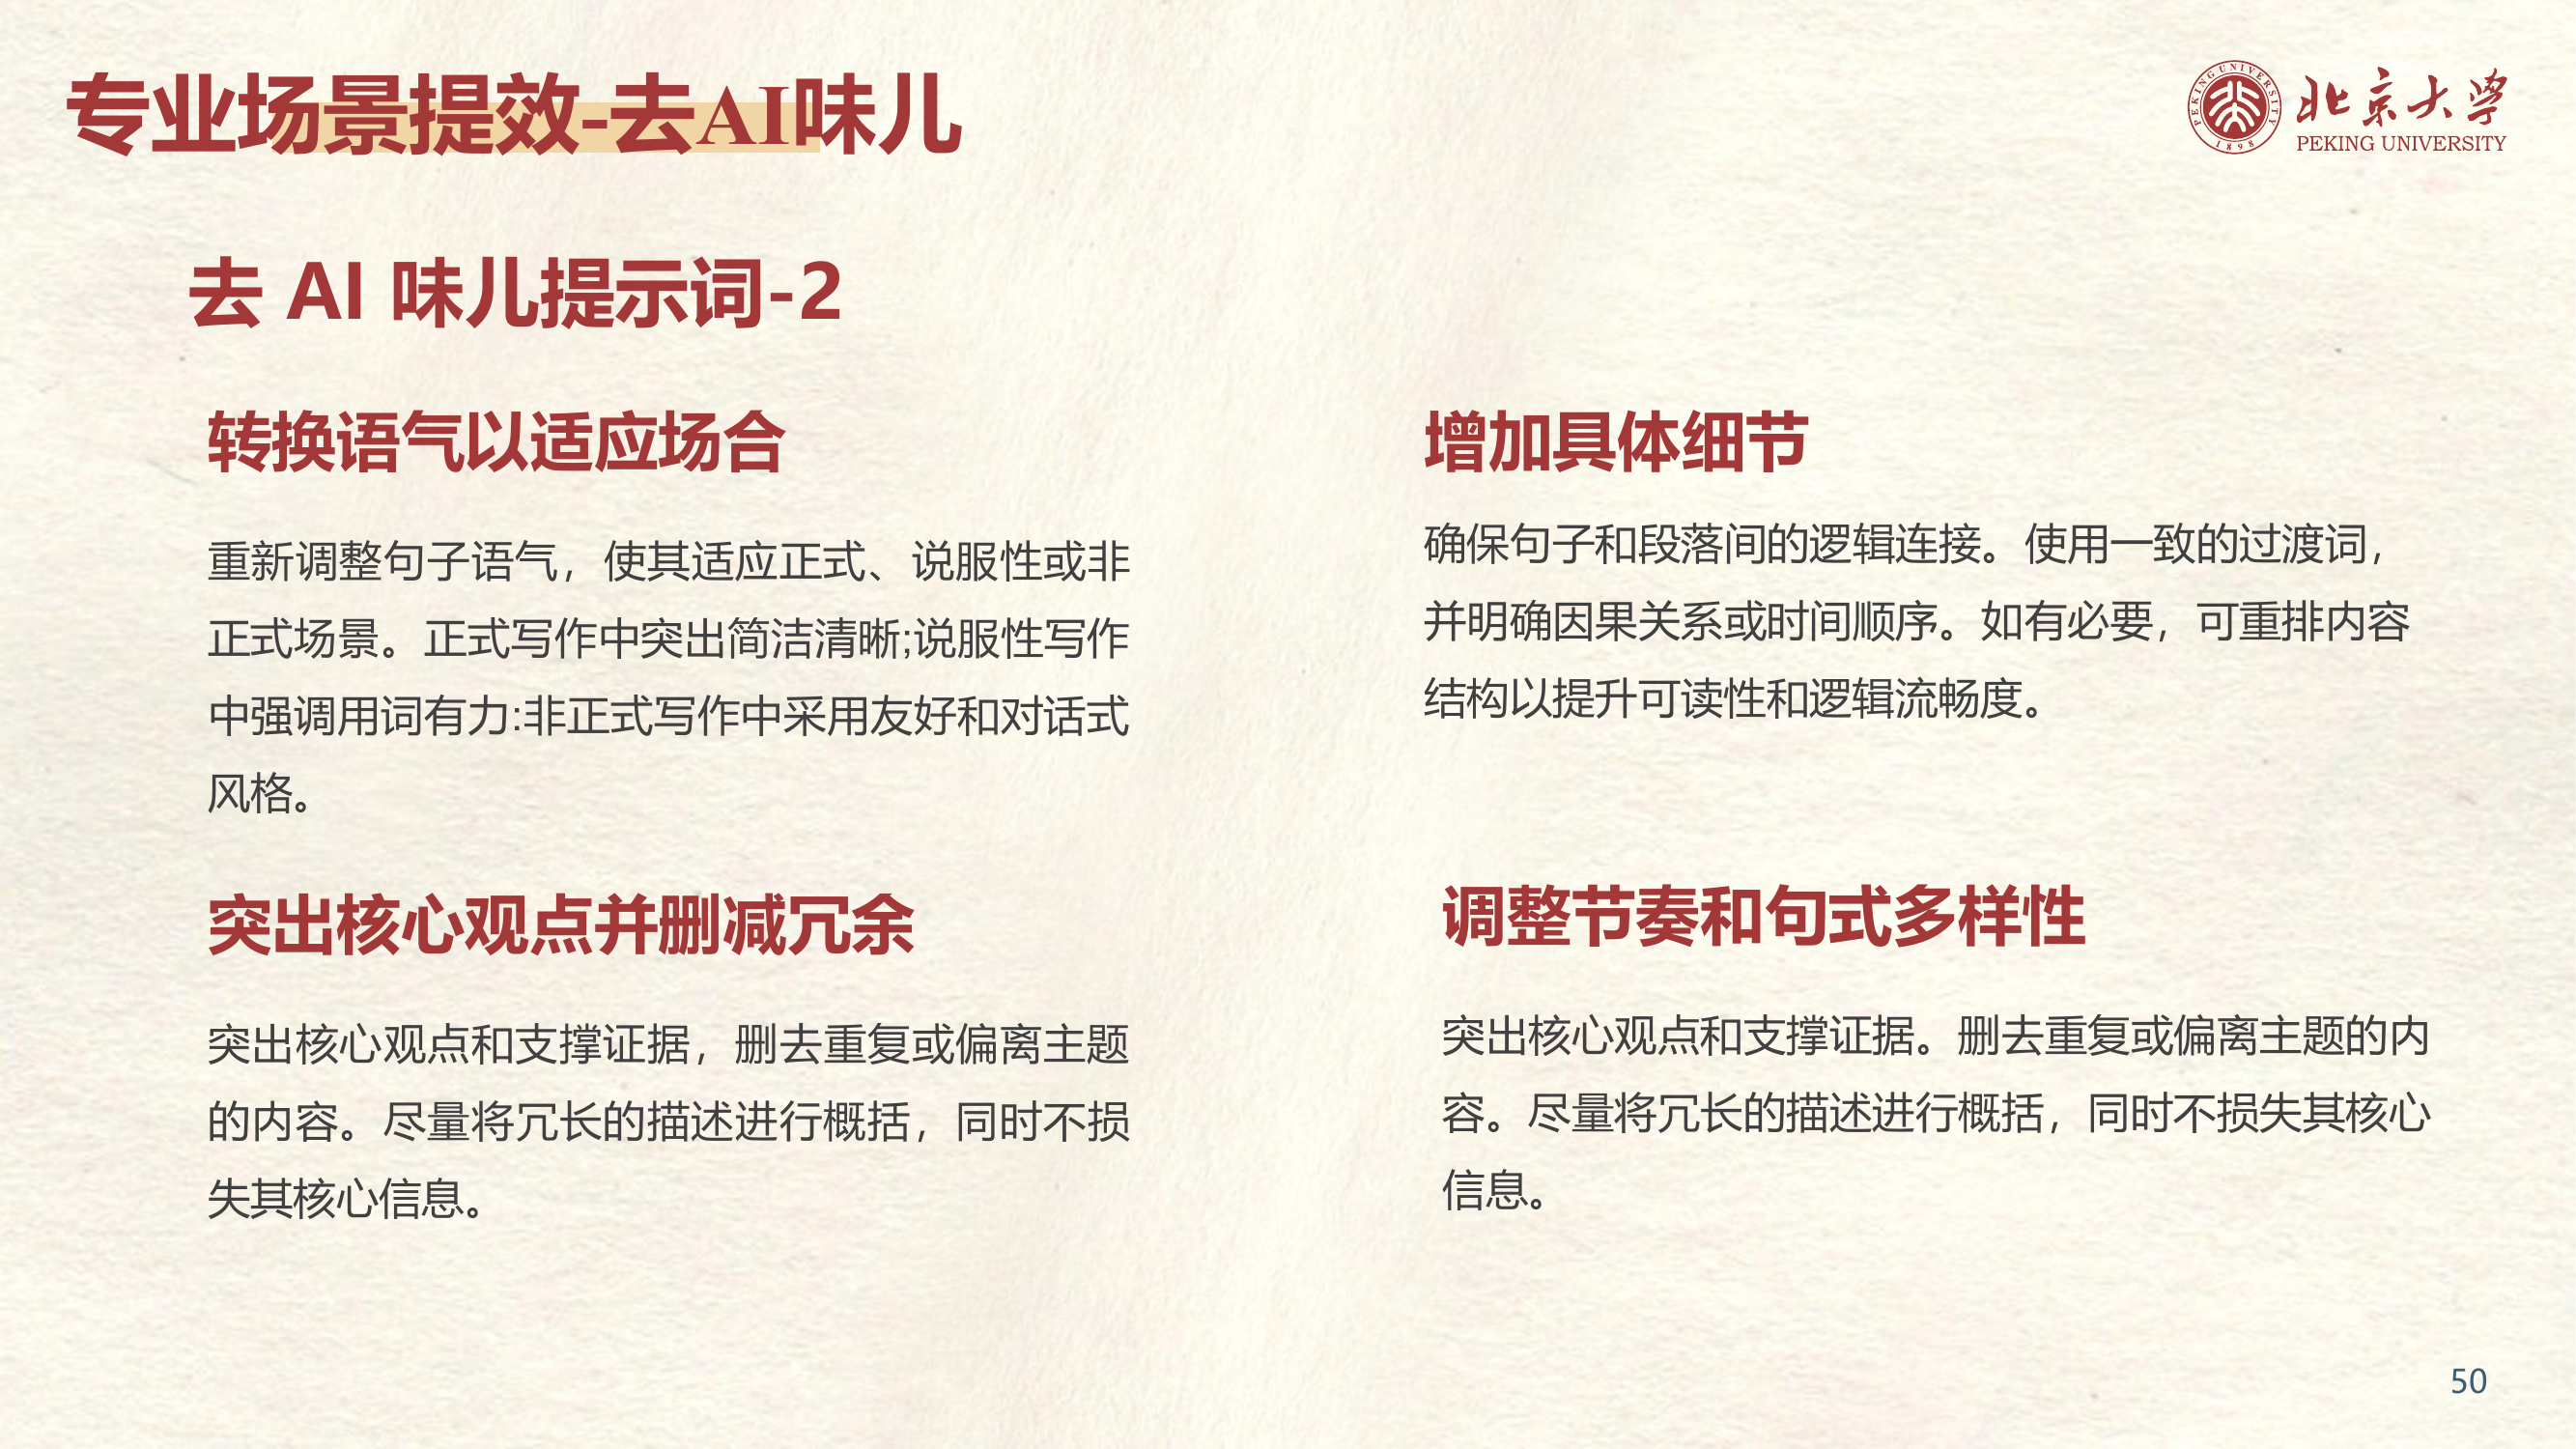 专业场景提效-去AI味儿
PEKING UNIVERSITY
1898
北京大学
PEKING UNIVERSITY
去 AI 味儿提示词-2
转换语气以适应场合
重新调整句子语气，使其适应正式、说服性或非
正式场景。正式写作中突出简洁清晰;说服性写作
中强调用词有力:非正式写作中采用友好和对话式
风格。
增加具体细节
确保句子和段落间的逻辑连接。使用一致的过渡词，
并明确因果关系或时间顺序。如有必要，可重排内容
结构以提升可读性和逻辑流畅度。
突出核心观点并删减冗余
突出核心观点和支撑证据，删去重复或偏离主题
的内容。尽量将冗长的描述进行概括，同时不损
失其核心信息。
调整节奏和句式多样性
突出核心观点和支撑证据。删去重复或偏离主题的内
容。尽量将冗长的描述进行概括，同时不损失其核心
信息。
50